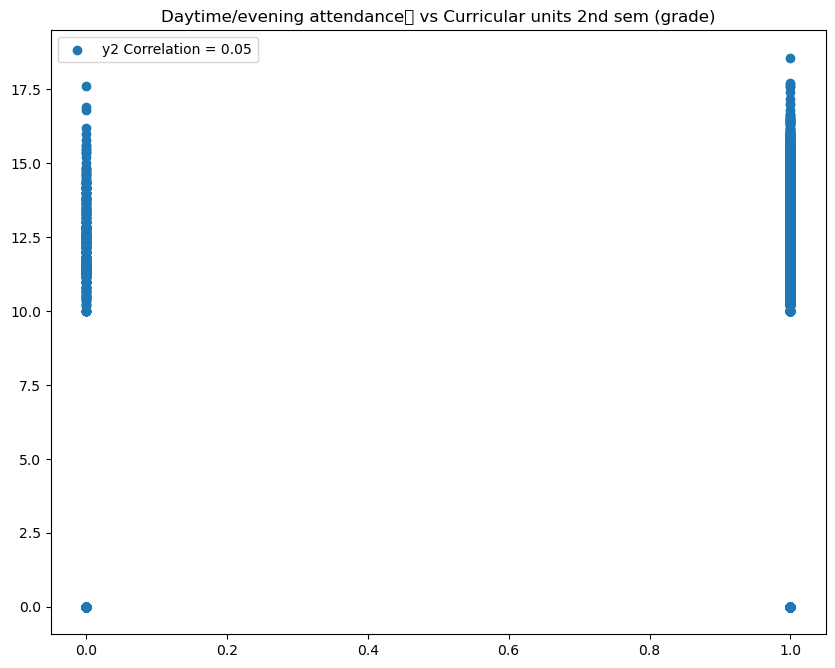 Daytime/evening attendance▯ vs Curricular units 2nd sem (grade)
y2 Correlation = 0.05
17.5
15.0
12.5
10.0
7.5
5.0
2.5
0.0
0.0 0.2 0.4 0.6 0.8 1.0